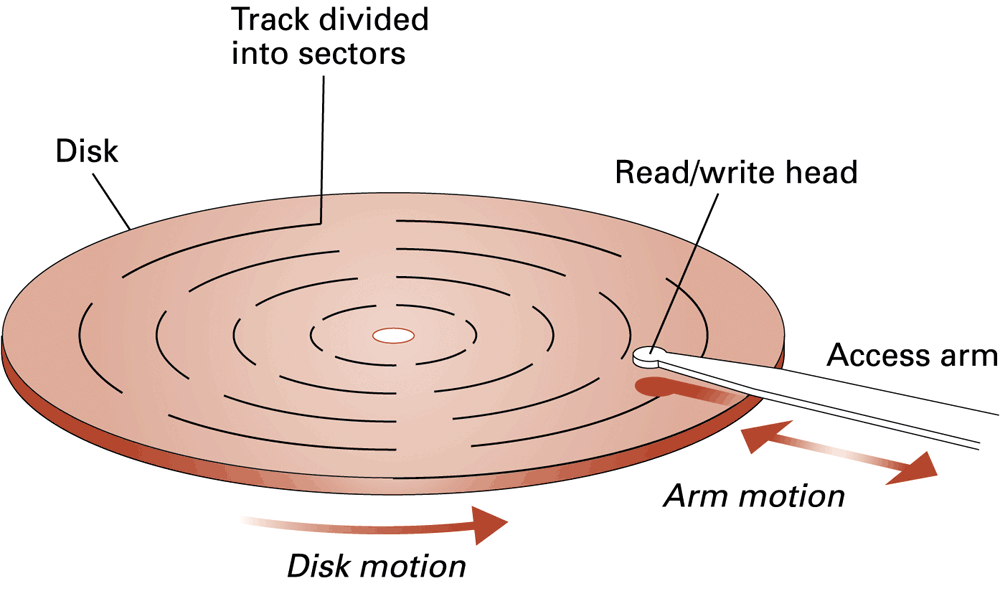 Track divided
into sectors
Disk
Read/write head
Access arm
Arm motion
Disk motion